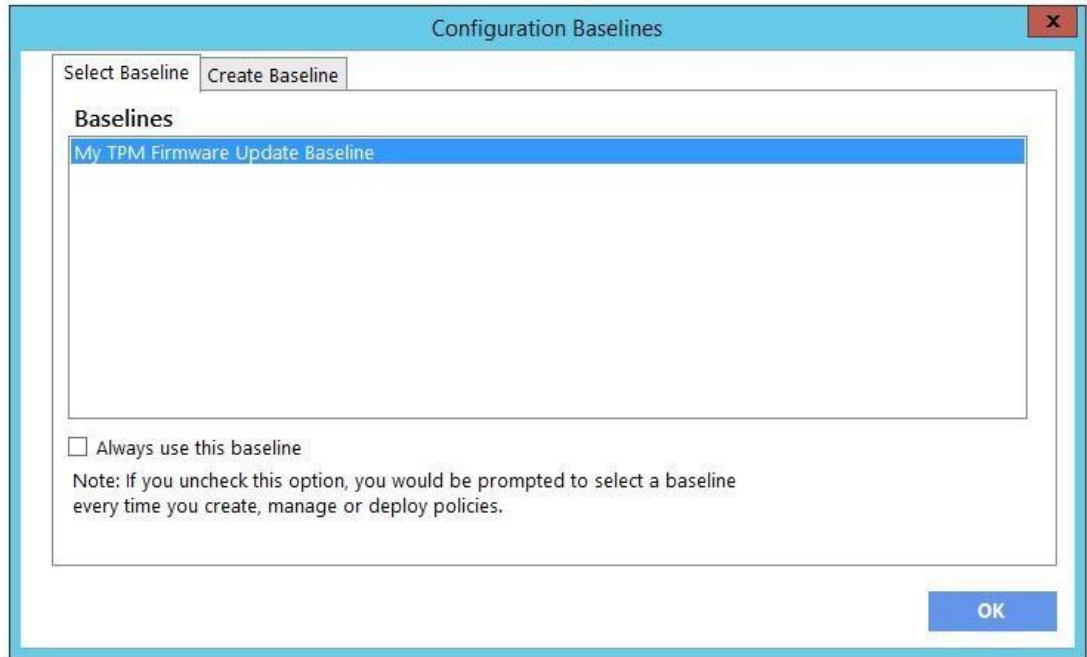 Configuration Baselines
x
Select Baseline
Create Baseline
Baselines
My TPM Firmware Update Baseline
Always use this baseline
Note: If you uncheck this option, you would be prompted to select a baseline
every time you create, manage or deploy policies.
OK